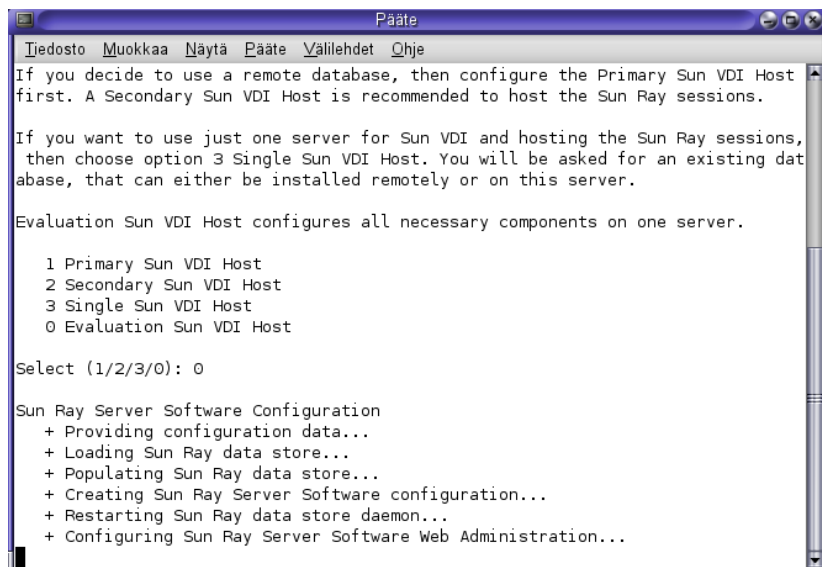 Pääte
Tiedosto Muokkaa Näytä Pääte Välilehdet Ohje
If you decide to use a remote database, then configure the Primary Sun VDI Host
first. A Secondary Sun VDI Host is recommended to host the Sun Ray sessions.
If you want to use just one server for Sun VDI and hosting the Sun Ray sessions,
then choose option 3 Single Sun VDI Host. You will be asked for an existing dat
abase, that can either be installed remotely or on this server.
Evaluation Sun VDI Host configures all necessary components on one server.
1 Primary Sun VDI Host
2 Secondary Sun VDI Host
3 Single Sun VDI Host
0 Evaluation Sun VDI Host
Select (1/2/3/0): 0
Sun Ray Server Software Configuration
+ Providing configuration data...
+ Loading Sun Ray data store...
+ Populating Sun Ray data store...
+ Creating Sun Ray Server Software configuration...
+ Restarting Sun Ray data store daemon...
+ Configuring Sun Ray Server Software Web Administration...